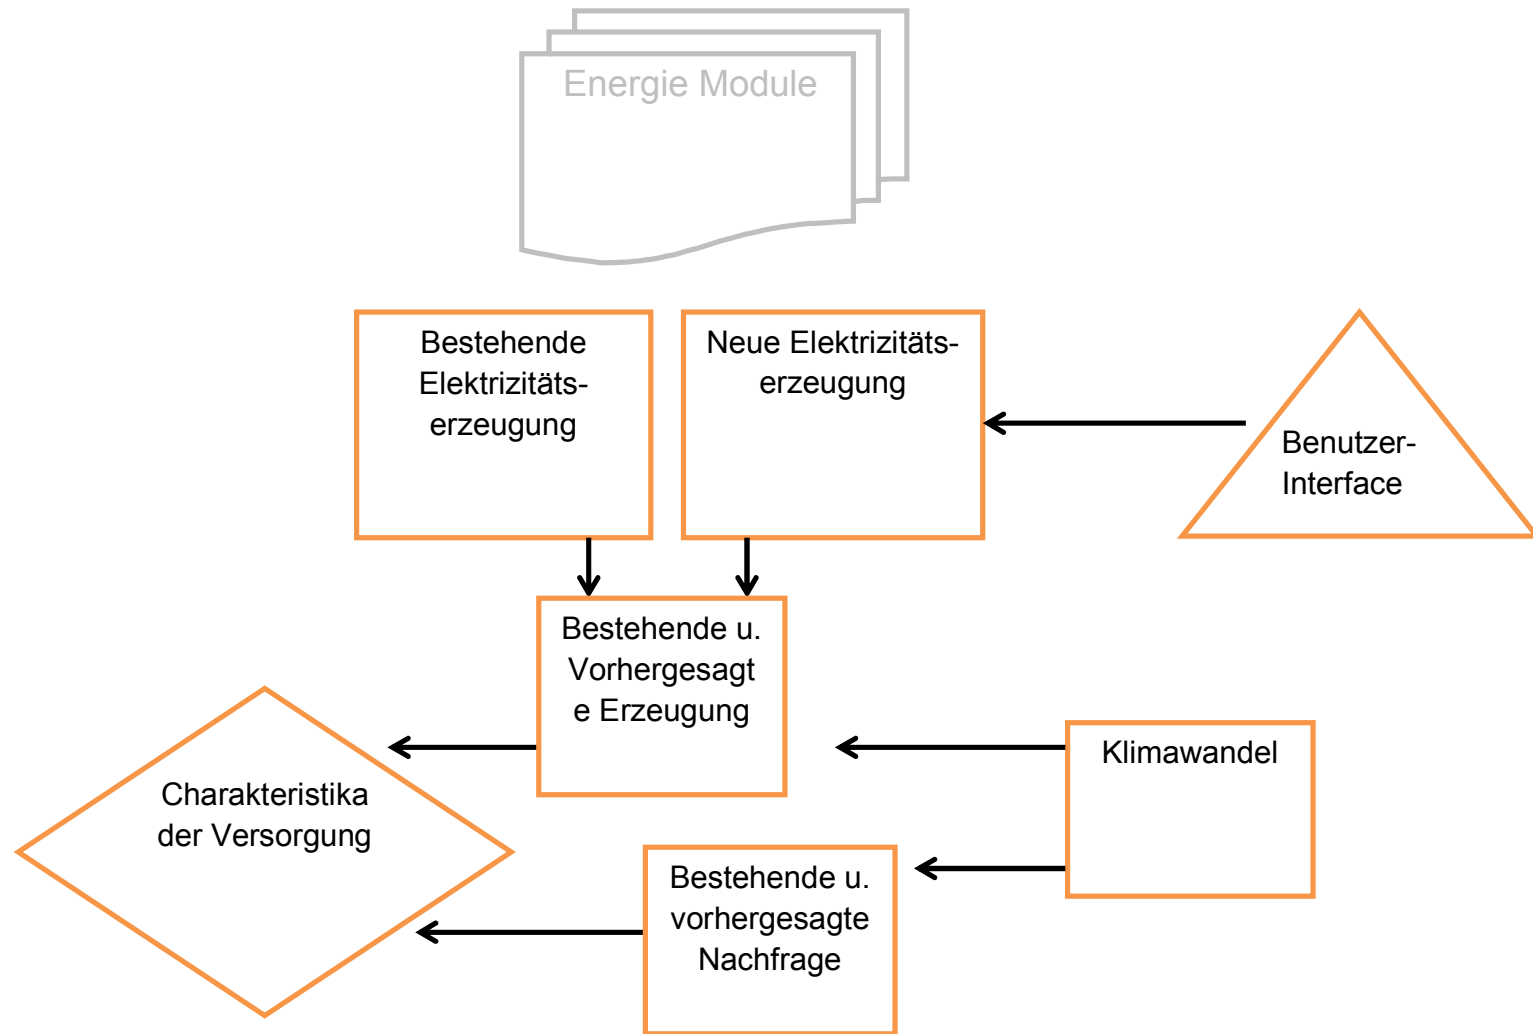 Energie Module
Bestehende
Elektrizitäts-
erzeugung
Neue Elektrizitäts-
erzeugung
Benutzer-
Interface
Bestehende u.
Vorhergesagt
e Erzeugung
Klimawandel
Charakteristika
der Versorgung
Bestehende u.
vorhergesagte
Nachfrage